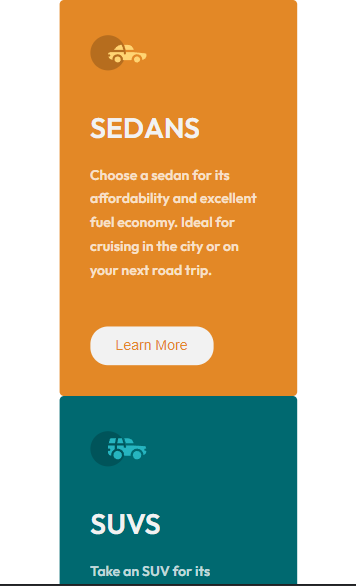 SEDANS
Choose a sedan for its
affordability and excellent
fuel economy. Ideal for
cruising in the city or on
your next road trip.
Learn More
SUVS
Take an SUV for its